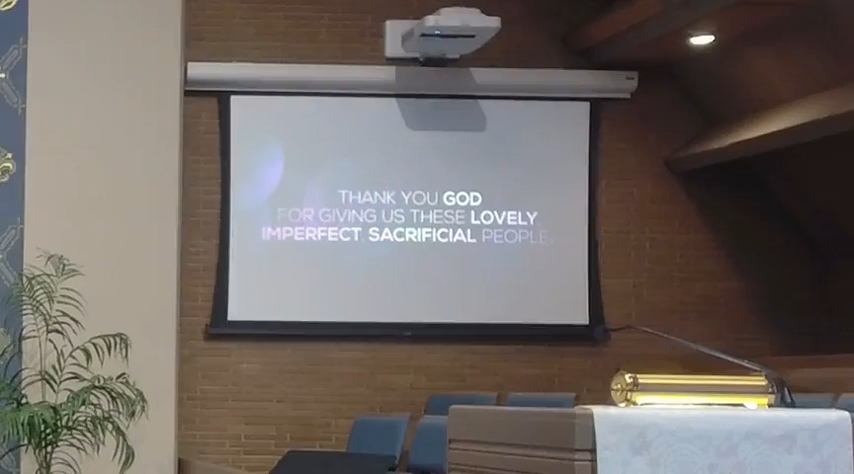 THANK YOU GOD
FOR GIVING US THESE LOVELY
IMPERFECT SACRIFICIAL PEOPLE.